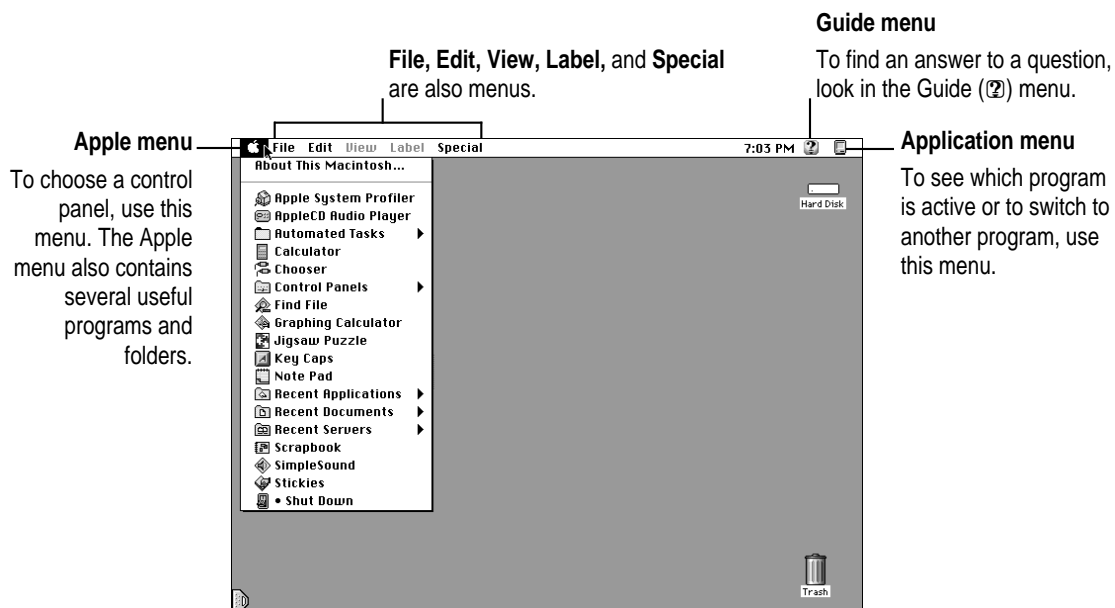 Guide menu
To find an answer to a question,
look in the Guide (?) menu.
File, Edit, View, Label, and Special
are also menus.
Apple menu
To choose a control
panel, use this
menu. The Apple
menu also contains
several useful
programs and
folders.
Application menu
To see which program
is active or to switch to
another program, use
this menu.
File Edit View Label Special 7:03 PM ?
About This Macintosh...
Apple System Profiler
AppleCD Audio Player
Automated Tasks
Calculator
Chooser
Control Panels
Find File
Graphing Calculator
Jigsaw Puzzle
Key Caps
Note Pad
Recent Applications
Recent Documents
Recent Servers
Scrapbook
SimpleSound
Stickies
• Shut Down
Hard Disk
Trash